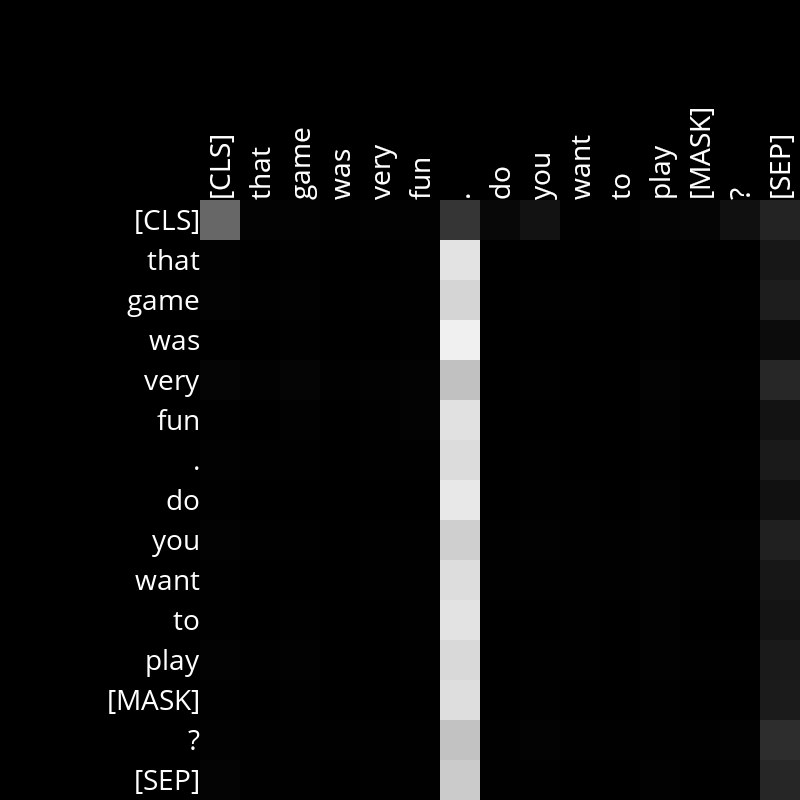 [CLS] that game was very fun . do you want to play [MASK] ? [SEP]
[CLS]
that
game
was
very
fun
.
do
you
want
to
play
[MASK]
?
[SEP]